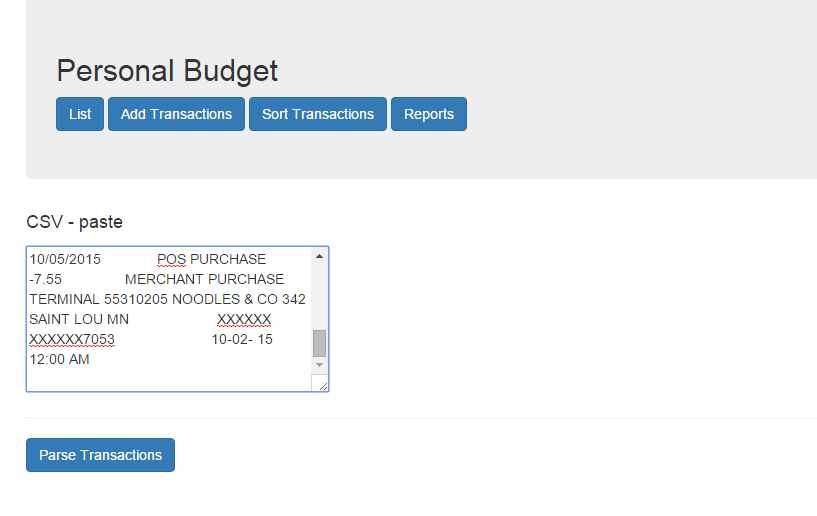 Personal Budget
List Add Transactions Sort Transactions Reports
CSV - paste
10/05/2015 POS PURCHASE
-7.55 MERCHANT PURCHASE
TERMINAL 55310205 NOODLES & CO 342
SAINT LOU MN XXXXXX
XXXXXX7053 10-02- 15
12:00 AM
Parse Transactions